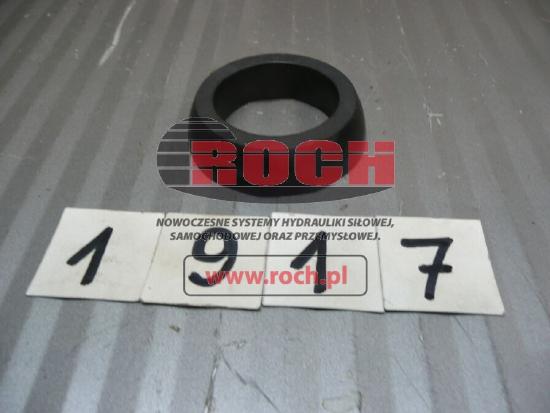 ROCH
NOWOCZESNE SYSTEMY HYDRAULIKI SIŁOWEJ,
SAMOCHODOWEJ ORAZ PRZEMYSŁOWEJ.
1 9 1 7
www.roch.pl